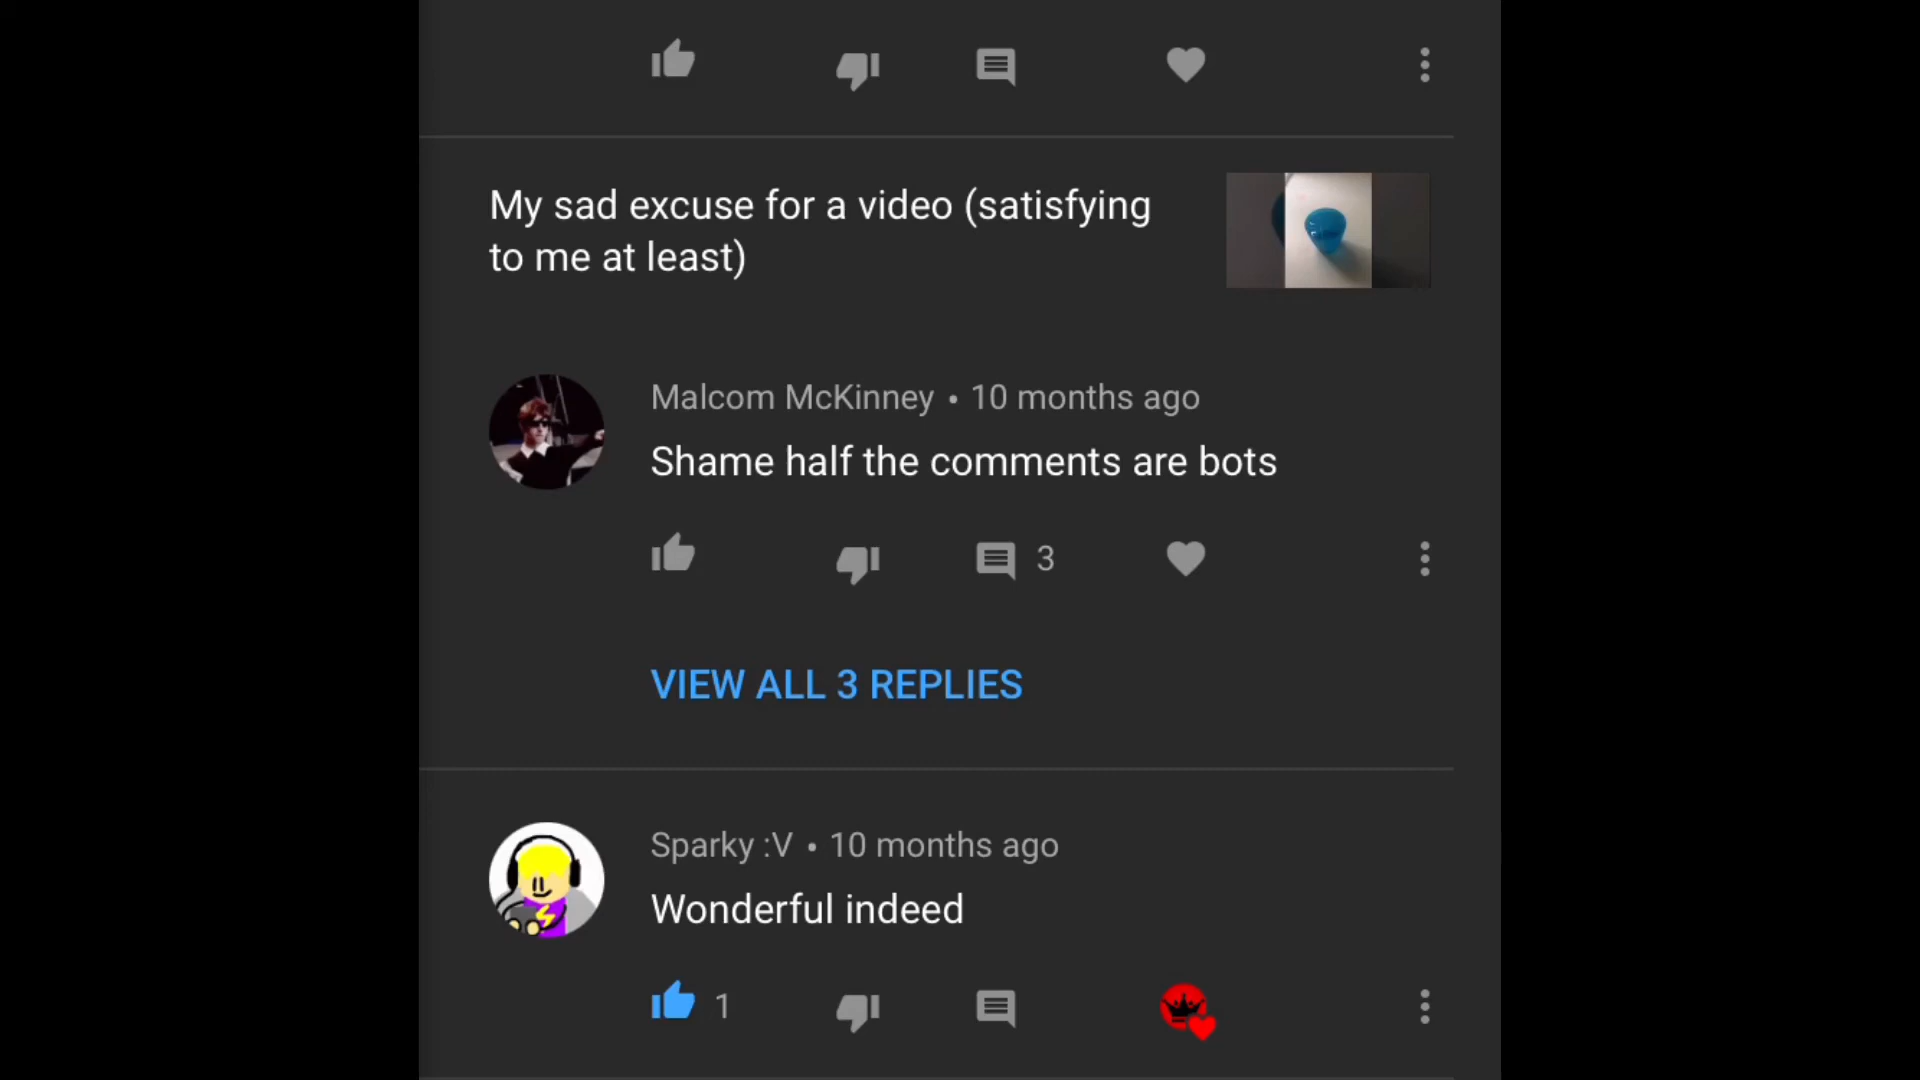 My sad excuse for a video (satisfying
to me at least)
Malcom McKinney • 10 months ago
Shame half the comments are bots
3
VIEW ALL 3 REPLIES
Sparky :V • 10 months ago
Wonderful indeed
1